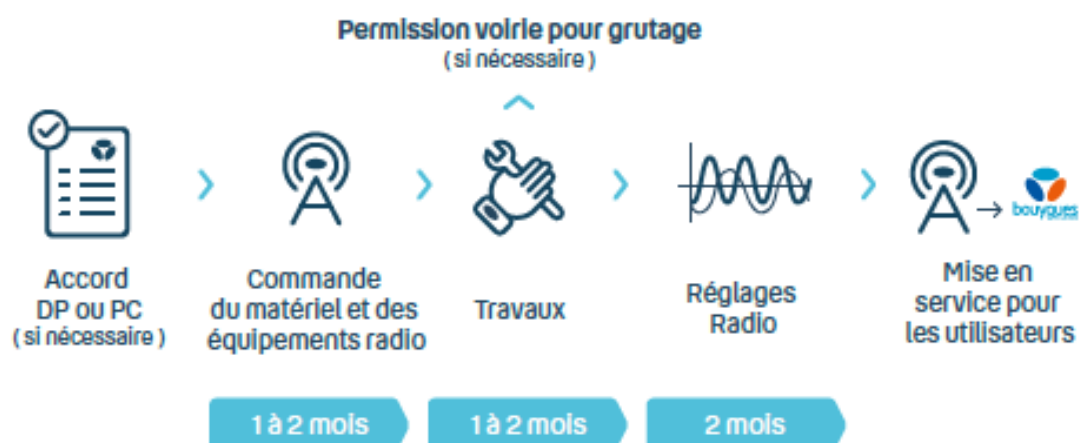 Permission voirie pour grutage
( si nécessaire )
Accord
DP ou PC
( si nécessaire )
Commande
du matériel et des
équipements radio
Travaux
Réglages
Radio
bouygues
Mise en
service pour
les utilisateurs
1 à 2 mois
1 à 2 mois
2 mois